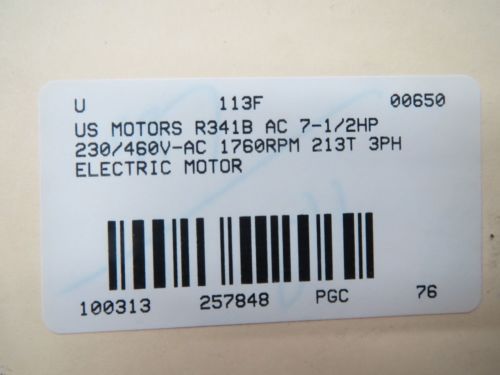 U 113F 00650
US MOTORS R341B AC 7-1/2HP
230/460V-AC 1760RPM 213T 3PH
ELECTRIC MOTOR
100313 257848 PGC 76